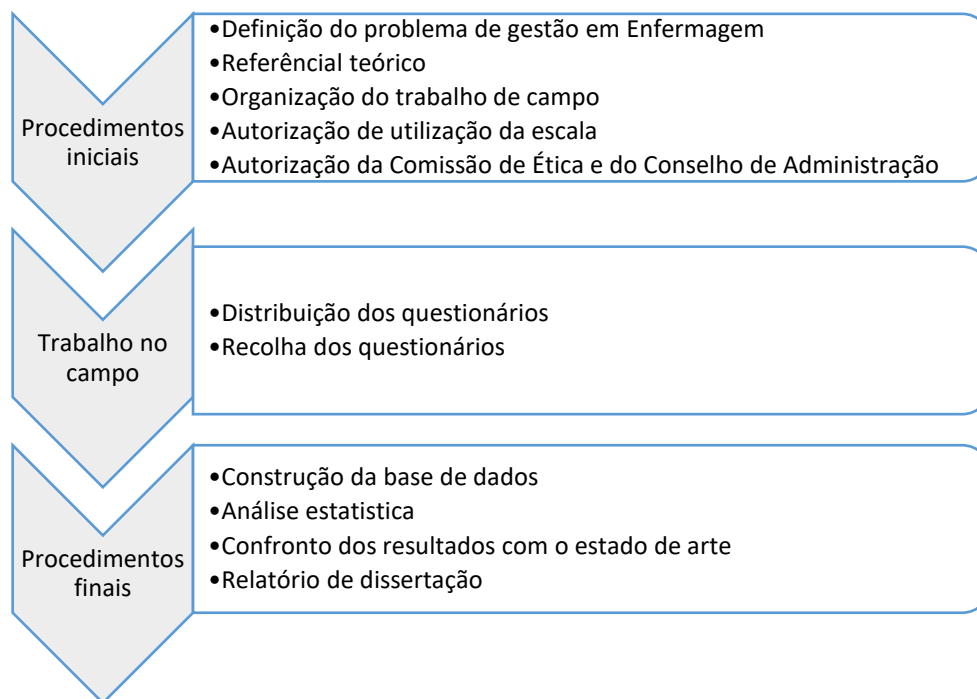 Procedimentos
iniciais
•Definição do problema de gestão em Enfermagem
•Referêncial teórico
•Organização do trabalho de campo
•Autorização de utilização da escala
•Autorização da Comissão de Ética e do Conselho de Administração
Trabalho no
campo
•Distribuição dos questionários
•Recolha dos questionários
Procedimentos
finais
•Construção da base de dados
•Análise estatistica
•Confronto dos resultados com o estado de arte
•Relatório de dissertação